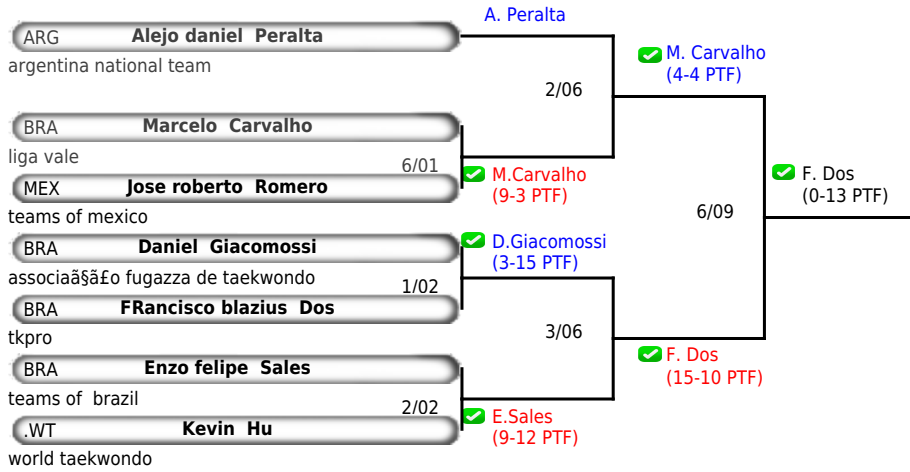 A. Peralta
ARG Alejo daniel Peralta
argentina national team
M. Carvalho
(4-4 PTF)
2/06
BRA Marcelo Carvalho
liga vale
6/01
MEX Jose roberto Romero
teams of mexico
M.Carvalho
(9-3 PTF)
F. Dos
(0-13 PTF)
6/09
BRA Daniel Giacomossi
associaã§ã£o fugazza de taekwondo
D.Giacomossi
(3-15 PTF)
1/02
BRA FRancisco blazius Dos
tkpro
3/06
F. Dos
(15-10 PTF)
BRA Enzo felipe Sales
teams of brazil
2/02
.WT Kevin Hu
world taekwondo
E.Sales
(9-12 PTF)